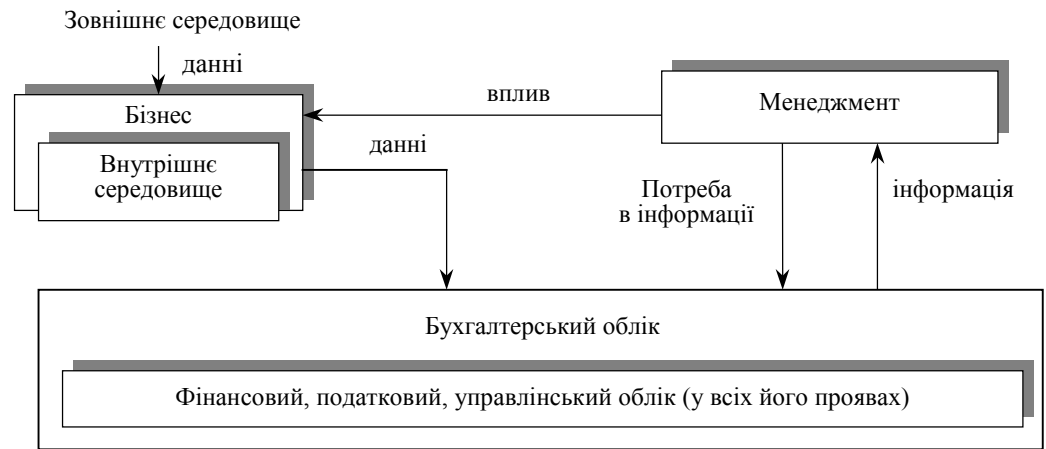 Зовнішнє середовище
данні
Бізнес
Внутрішнє
середовище
вплив
данні
Менеджмент
Потреба
в інформації
інформація
Бухгалтерський облік
Фінансовий, податковий, управлінський облік (у всіх його проявах)